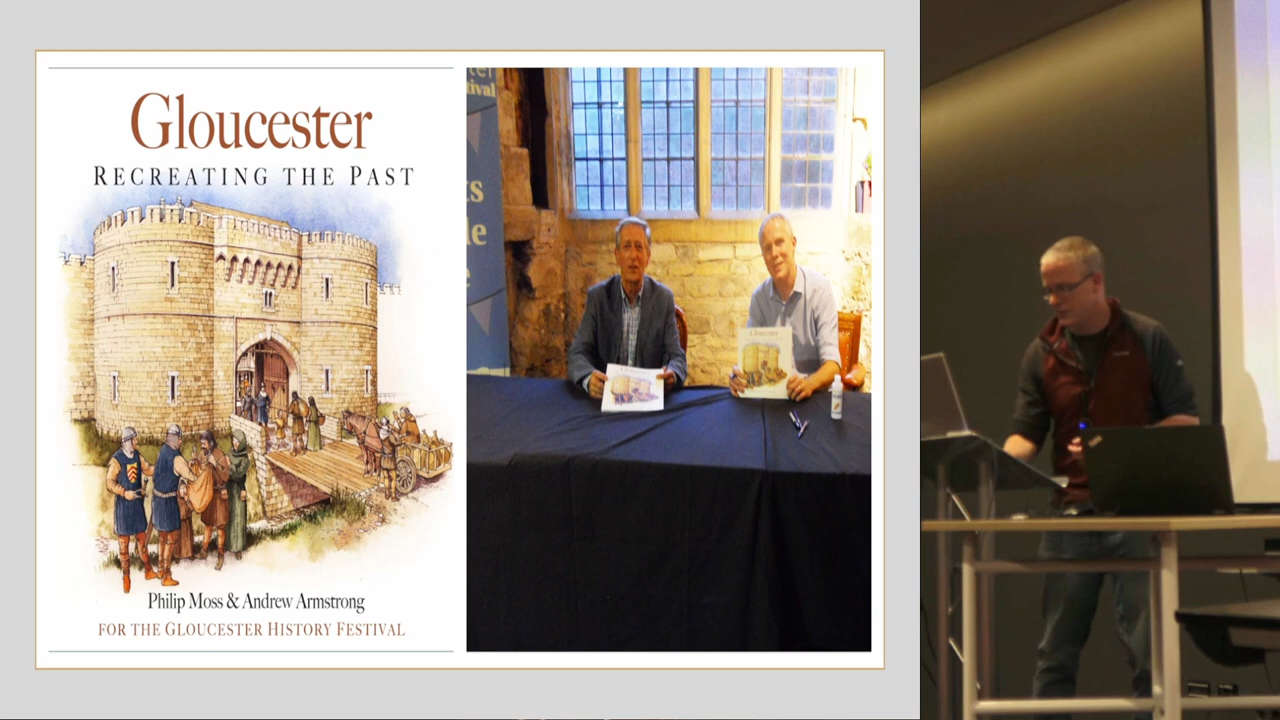 Gloucester
RECREATING THE PAST
Philip Moss & Andrew Armstrong
FOR THE GLOUCESTER HISTORY FESTIVAL